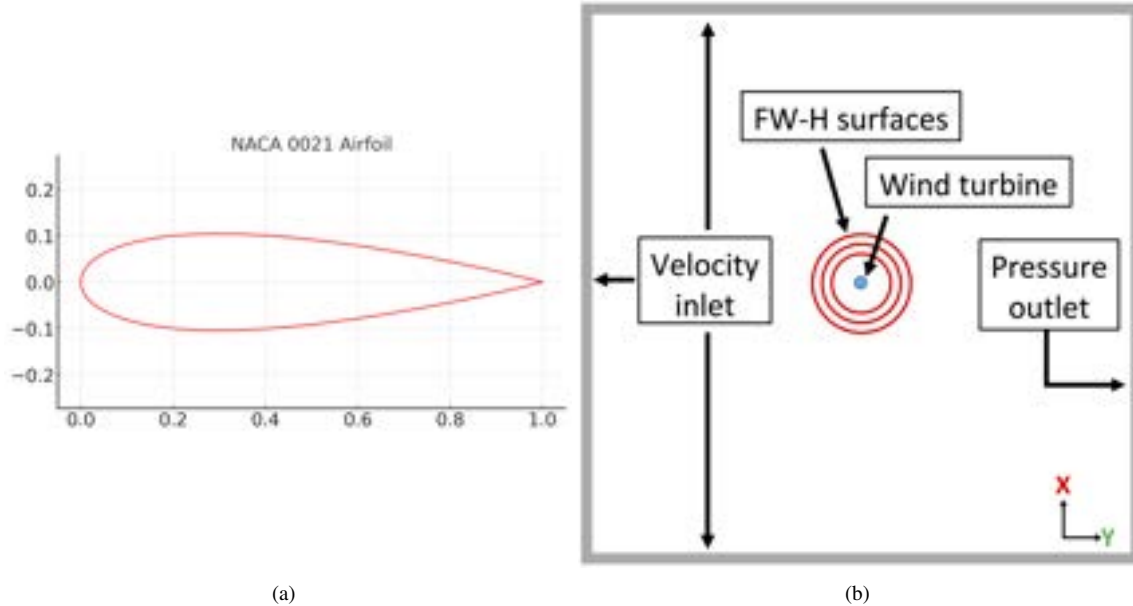 NACA 0021 Airfoil
0.2
0.1
0.0
−0.1
−0.2
0.0 0.2 0.4 0.6 0.8 1.0
(a)
FW-H surfaces
Wind turbine
Velocity
inlet
Pressure
outlet
X
Y
(b)